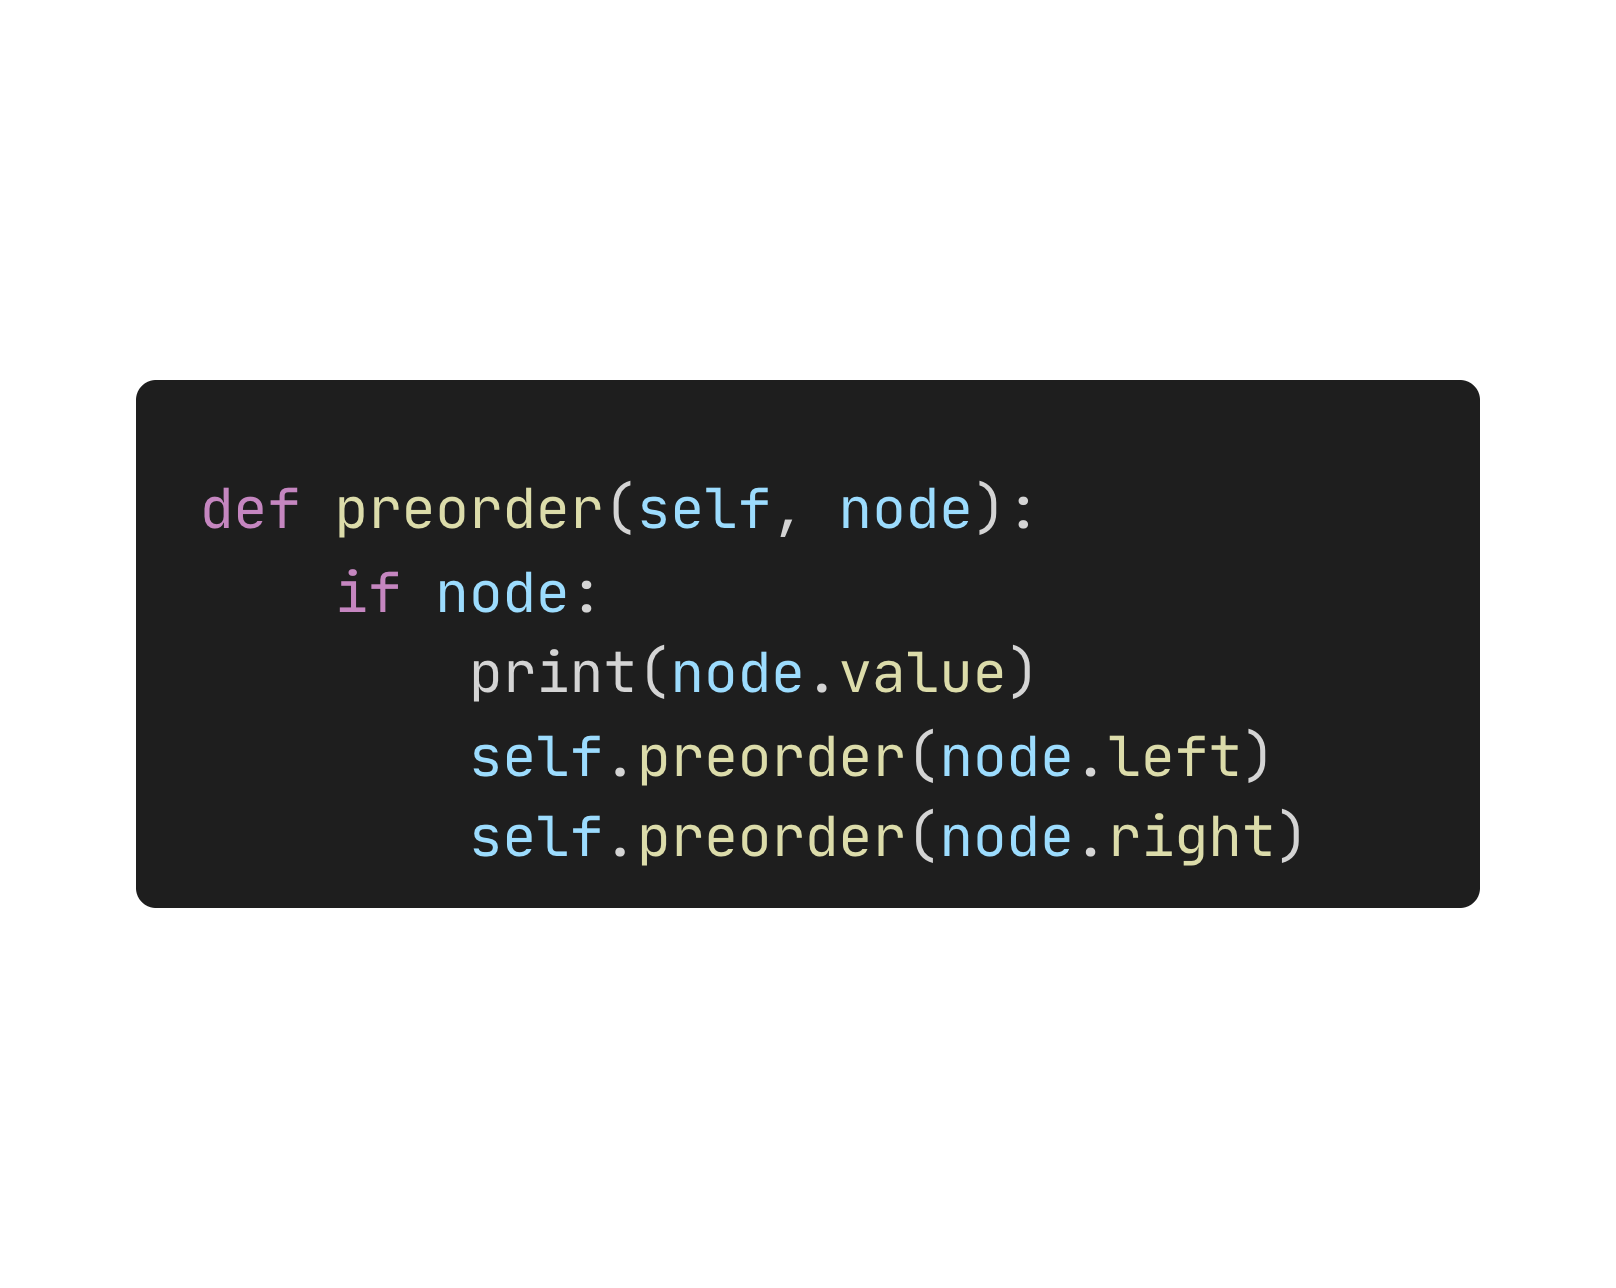 def preorder(self, node):
    if node:
        print(node.value)
        self.preorder(node.left)
        self.preorder(node.right)